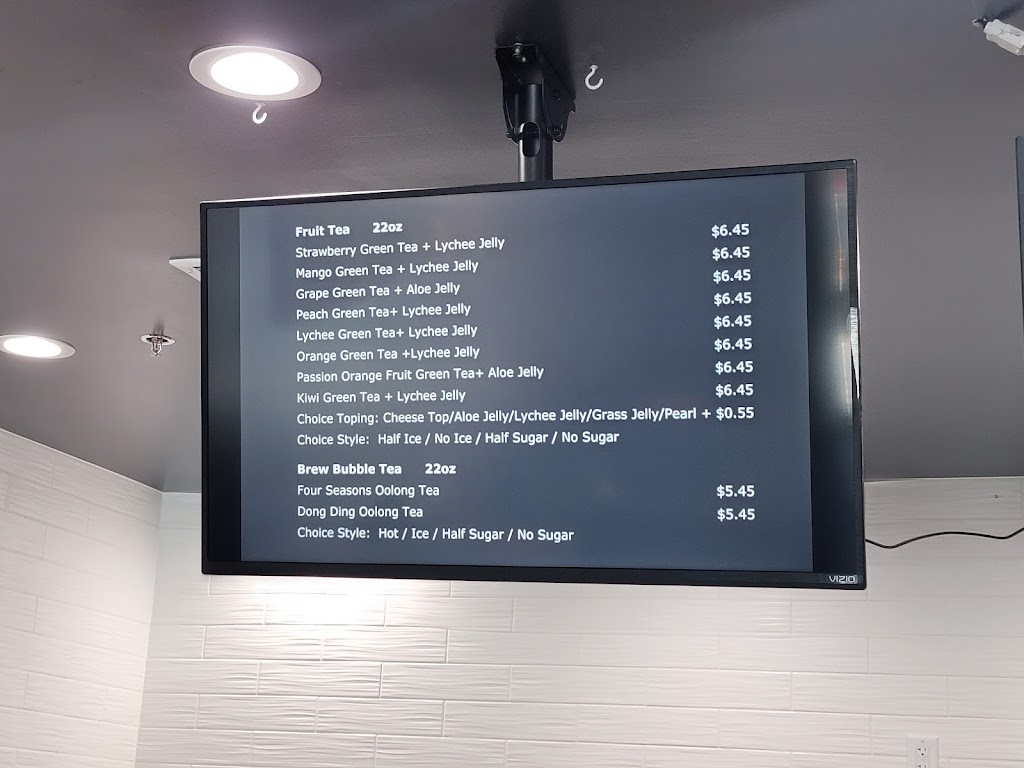 Fruit Tea 22oz
Strawberry Green Tea + Lychee Jelly $6.45
Mango Green Tea + Lychee Jelly $6.45
Grape Green Tea + Aloe Jelly $6.45
Peach Green Tea+ Lychee Jelly $6.45
Lychee Green Tea+ Lychee Jelly $6.45
Orange Green Tea +Lychee Jelly $6.45
Passion Orange Fruit Green Tea+ Aloe Jelly $6.45
Kiwi Green Tea + Lychee Jelly $6.45
Choice Toping: Cheese Top/Aloe Jelly/Lychee Jelly/Grass Jelly/Pearl + $0.55
Choice Style: Half Ice / No Ice / Half Sugar / No Sugar
Brew Bubble Tea 22oz
Four Seasons Oolong Tea $5.45
Dong Ding Oolong Tea $5.45
Choice Style: Hot / Ice / Half Sugar / No Sugar
VIZIO